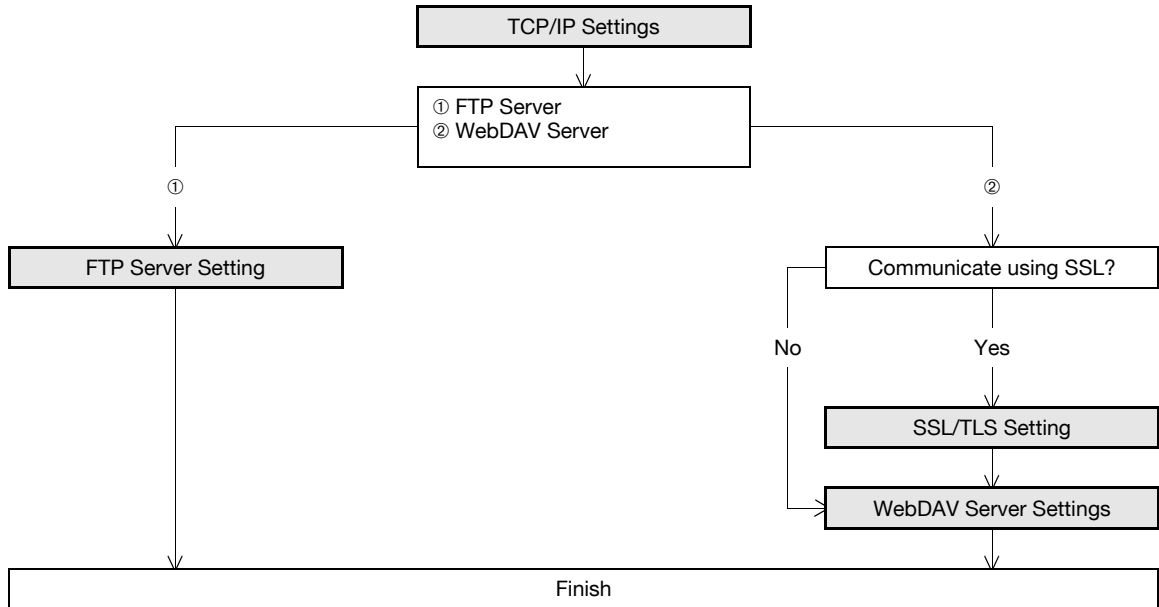 TCP/IP Settings
① FTP Server
② WebDAV Server
①
②
FTP Server Setting
Communicate using SSL?
No
Yes
SSL/TLS Setting
WebDAV Server Settings
Finish